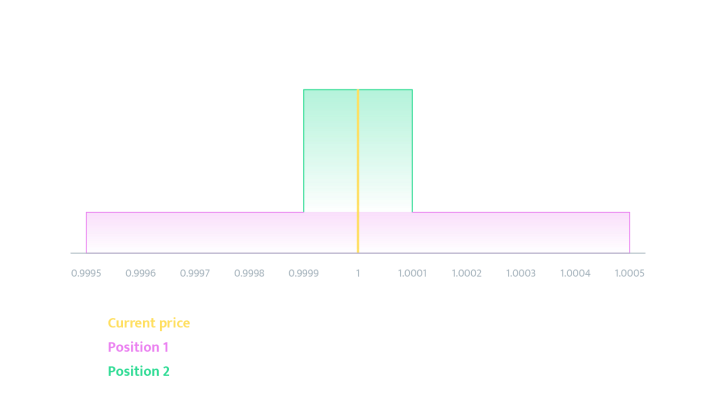 0.9995 0.9996 0.9997 0.9998 0.9999 1 1.0001 1.0002 1.0003 1.0004 1.0005
Current price
Position 1
Position 2